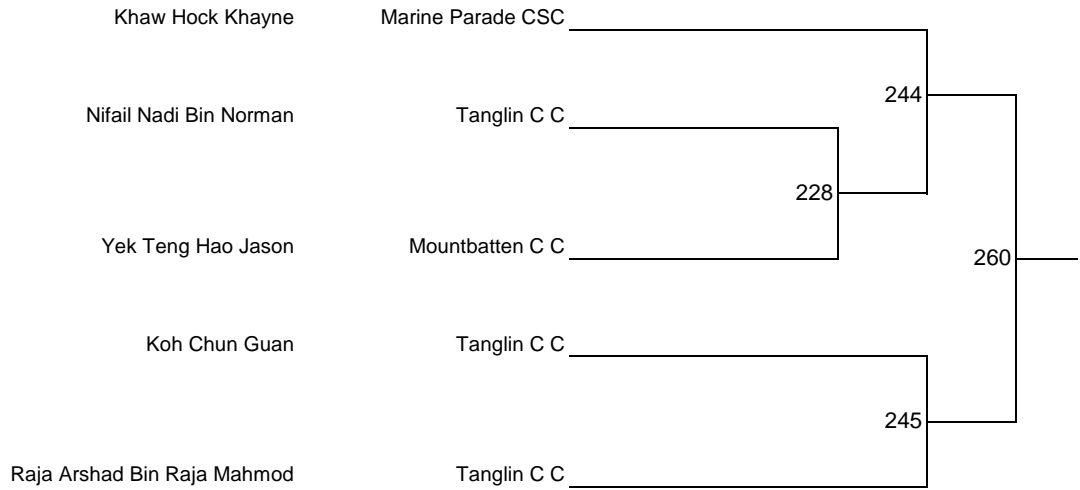 Khaw Hock Khayne Marine Parade CSC
244
Nifail Nadi Bin Norman Tanglin C C
228
Yek Teng Hao Jason Mountbatten C C
260
Koh Chun Guan Tanglin C C
245
Raja Arshad Bin Raja Mahmod Tanglin C C